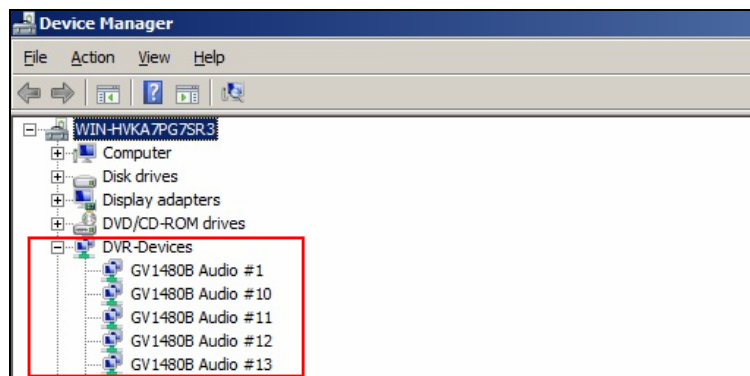 Device Manager
File Action View Help
WIN-HVKA7PG7SR3
Computer
Disk drives
Display adapters
DVD/CD-ROM drives
DVR-Devices
GV1480B Audio #1
GV1480B Audio #10
GV1480B Audio #11
GV1480B Audio #12
GV1480B Audio #13